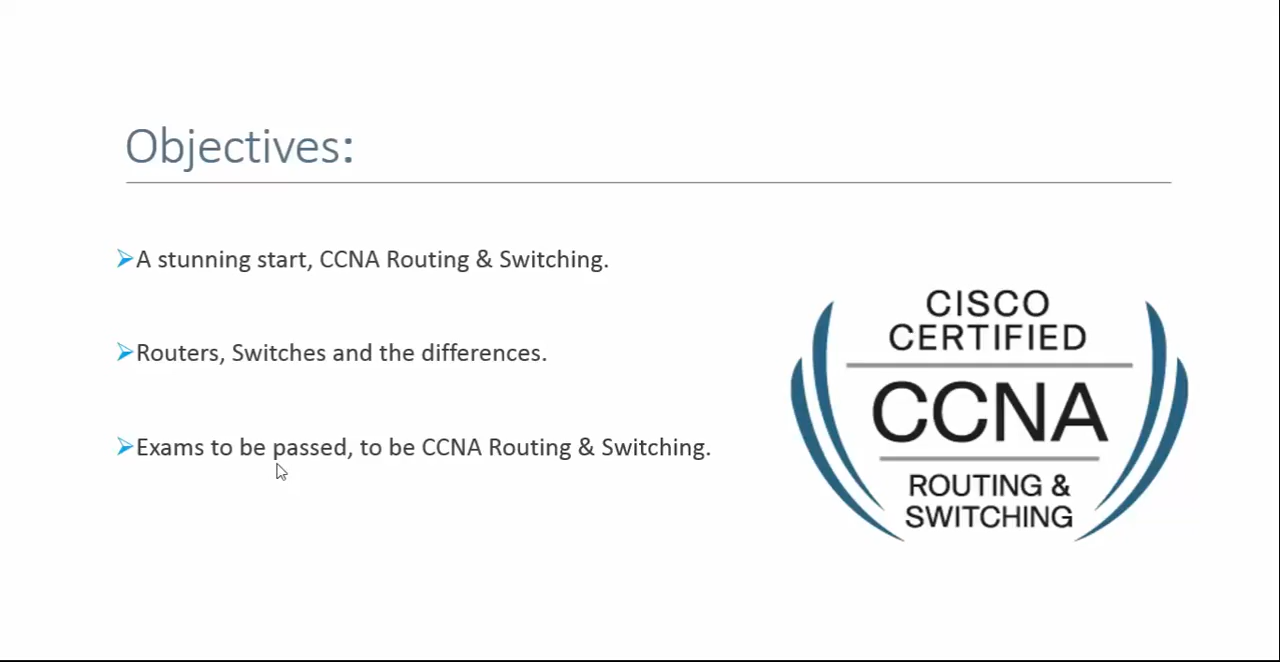 Objectives:
A stunning start, CCNA Routing & Switching.
Routers, Switches and the differences.
Exams to be passed, to be CCNA Routing & Switching.
CISCO
CERTIFIED
CCNA
ROUTING &
SWITCHING